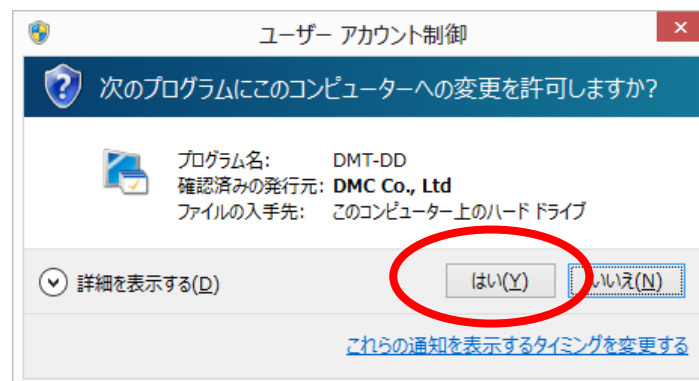 ユーザー アカウント制御
次のプログラムにこのコンピューターへの変更を許可しますか?
プログラム名: DMT-DD
確認済みの発行元: DMC Co., Ltd
ファイルの入手先: このコンピューター上のハード ドライブ
詳細を表示する(D) はい(Y) いいえ(N)
これらの通知を表示するタイミングを変更する